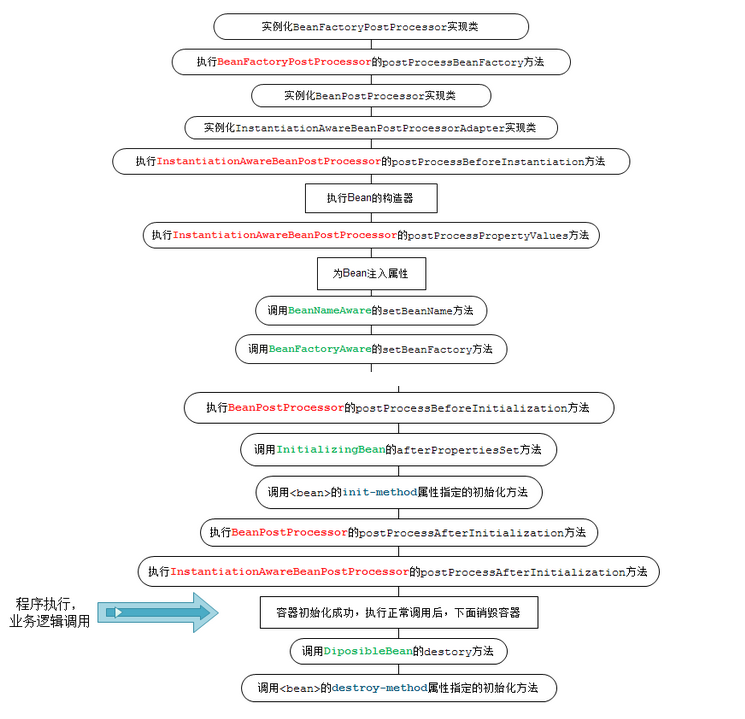 实例化BeanFactoryPostProcessor实现类
执行BeanFactoryPostProcessor的postProcessBeanFactory方法
实例化BeanPostProcessor实现类
实例化InstantiationAwareBeanPostProcessorAdapter实现类
执行InstantiationAwareBeanPostProcessor的postProcessBeforeInstantiation方法
执行Bean的构造器
执行InstantiationAwareBeanPostProcessor的postProcessPropertyValues方法
为Bean注入属性
调用BeanNameAware的setBeanName方法
调用BeanFactoryAware的setBeanFactory方法
执行BeanPostProcessor的postProcessBeforeInitialization方法
调用InitializingBean的afterPropertiesSet方法
调用<bean>的init-method属性指定的初始化方法
执行BeanPostProcessor的postProcessAfterInitialization方法
执行InstantiationAwareBeanPostProcessor的postProcessAfterInitialization方法
程序执行，
业务逻辑调用
容器初始化成功，执行正常调用后，下面销毁容器
调用DiposibleBean的destory方法
调用<bean>的destroy-method属性指定的初始化方法